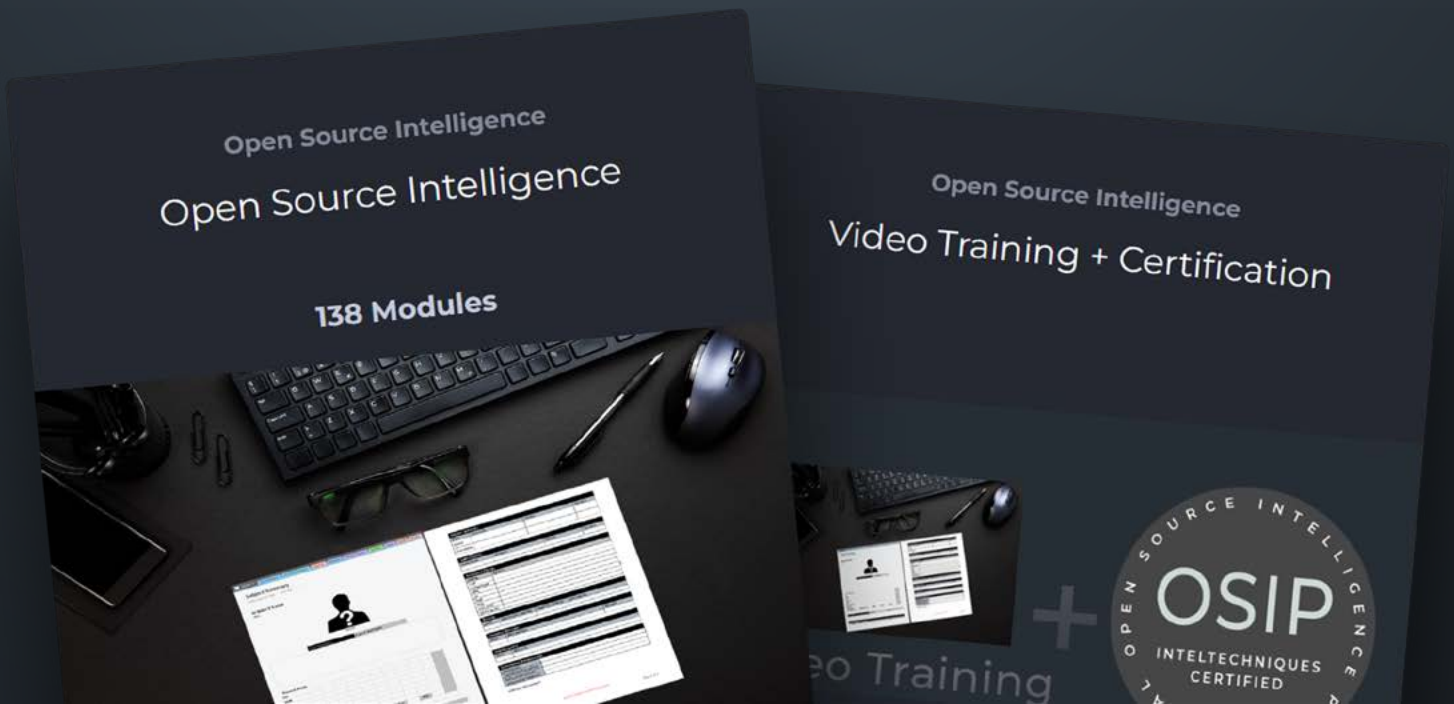 Open Source Intelligence
Open Source Intelligence
138 Modules
Open Source Intelligence
Video Training + Certification
OPEN SOURCE INTELLIGENCE
OSIP
INTELTECHNIQUES
CERTIFIED
+
Training